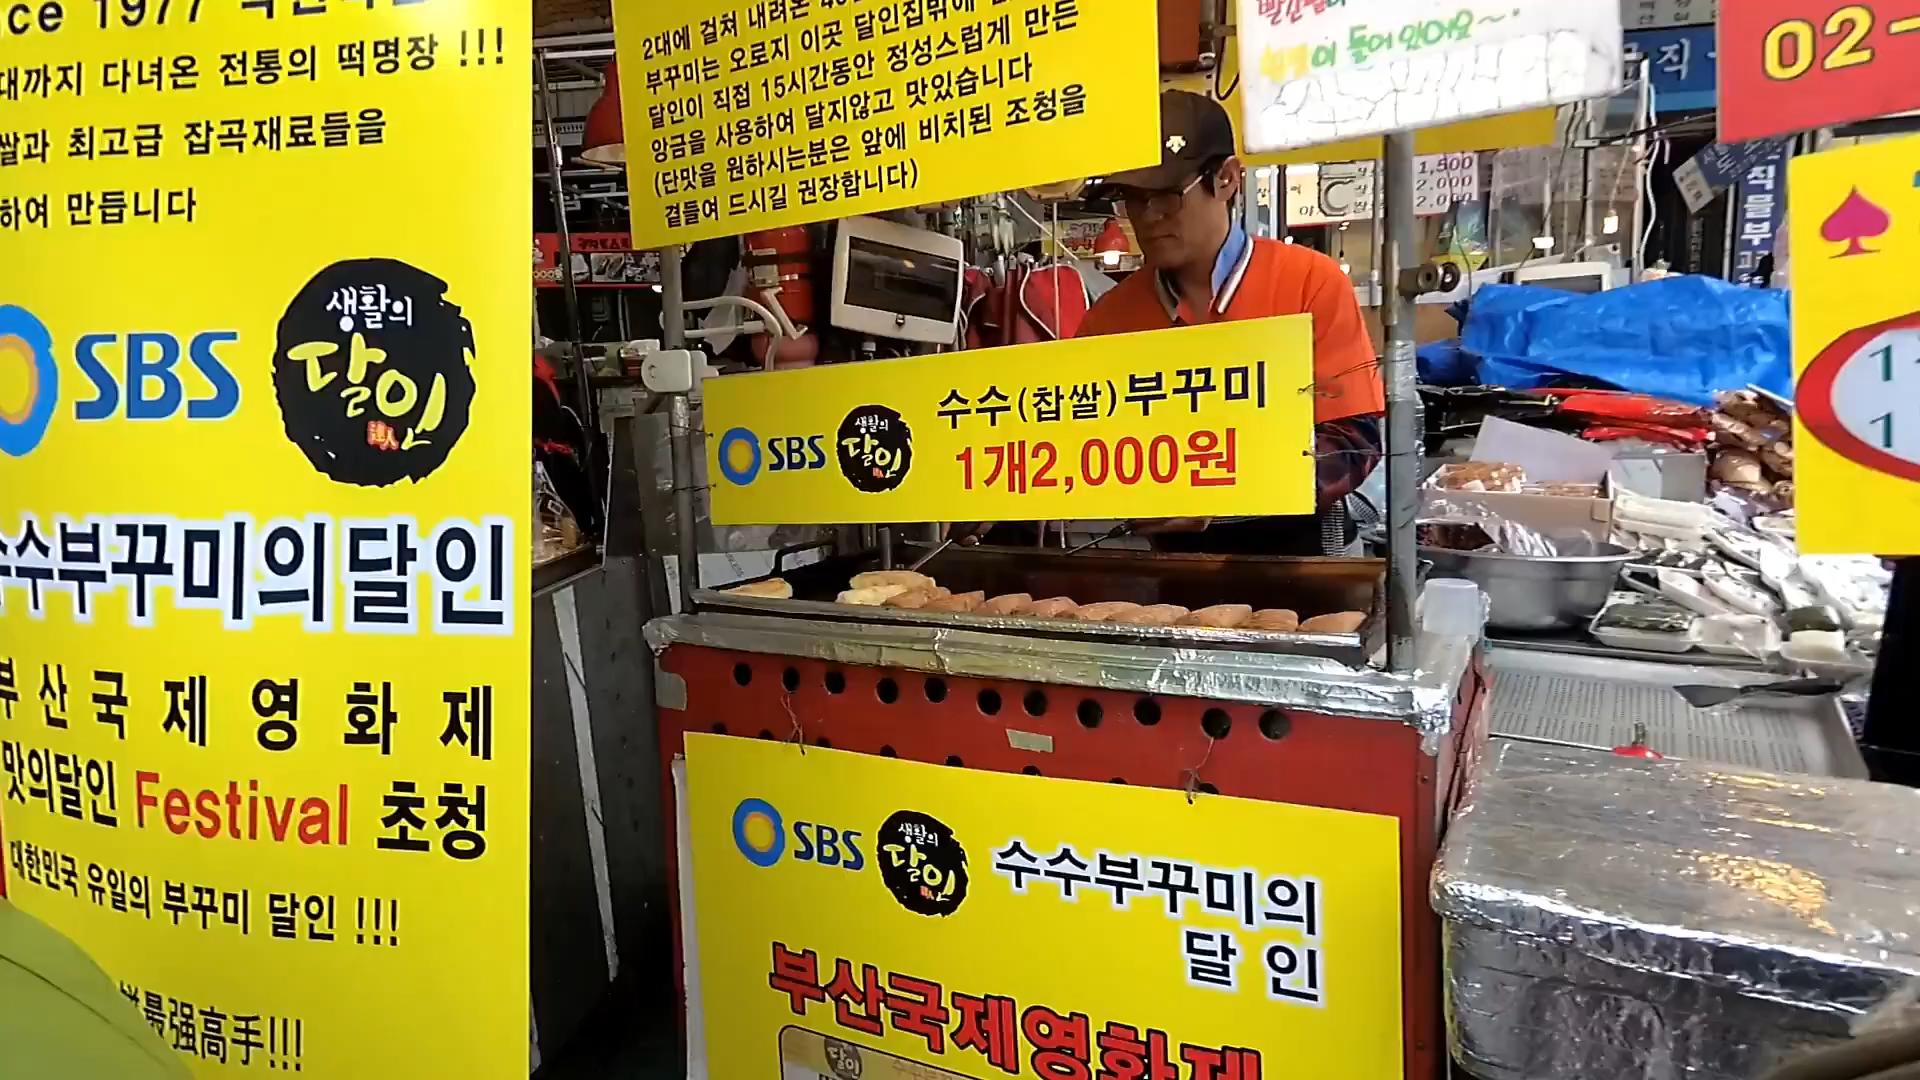 1977
대까지 다녀온 전통의 떡명장 !!!
쌀과 최고급 잡곡재료들을
하여 만듭니다
SBS
생활의
달인
수수부꾸미의달인
부산국제영화제
맛의달인 Festival 초청
대한민국 유일의 부꾸미 달인 !!!
最强高手!!!
2대에 걸쳐 내려온
부꾸미는 오로지 이곳 달인집밖에
달인이 직접 15시간동안 정성스럽게 만든
앙금을 사용하여 달지않고 맛있습니다
(단맛을 원하시는분은 앞에 비치된 조청을
곁들여 드시길 권장합니다)
이 들어 있어요~
02-
1,500
2,000
2,000
SBS
생활의
달인
수수(찹쌀)부꾸미
1개2,000원
SBS
생활의
달인
수수부꾸미의
달 인
부산국제영화제